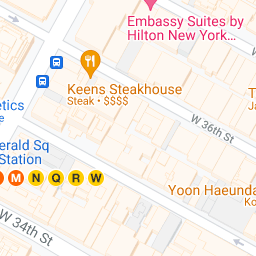 Embassy Suites by
Hilton New York...
Keens Steakhouse
Steak • $$$$
W 36th St
etics
erald Sq
Station
M N Q R W
Yoon Haeunda
Ko
W 34th St